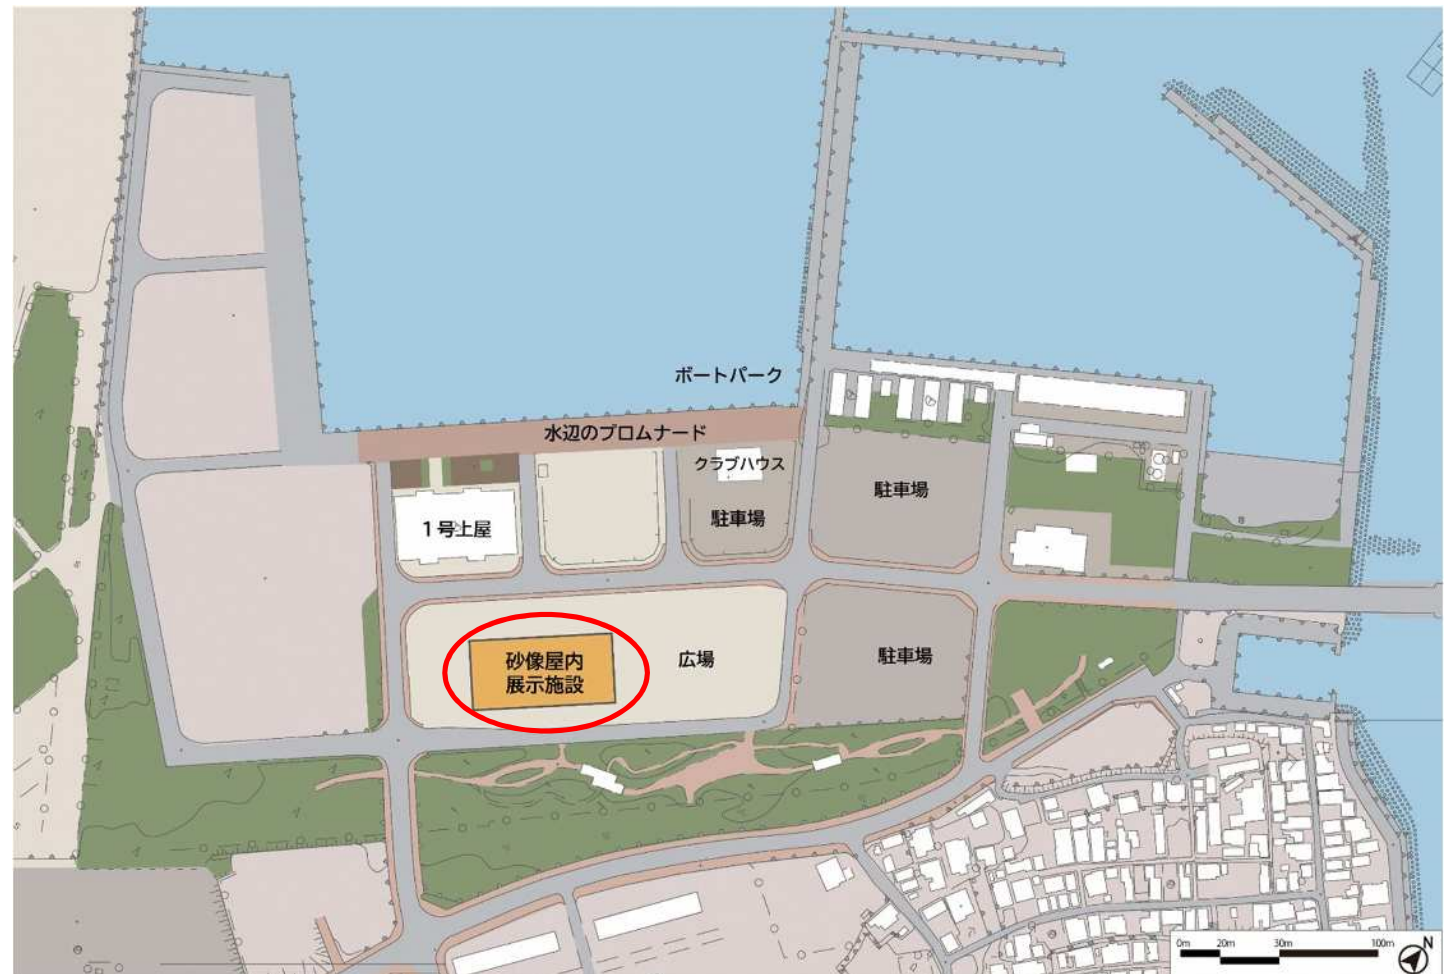 ボートパーク
水辺のプロムナード
クラブハウス
駐車場
1号上屋
駐車場
砂像屋内
展示施設
広場
駐車場
0m 20m 30m 100m
N